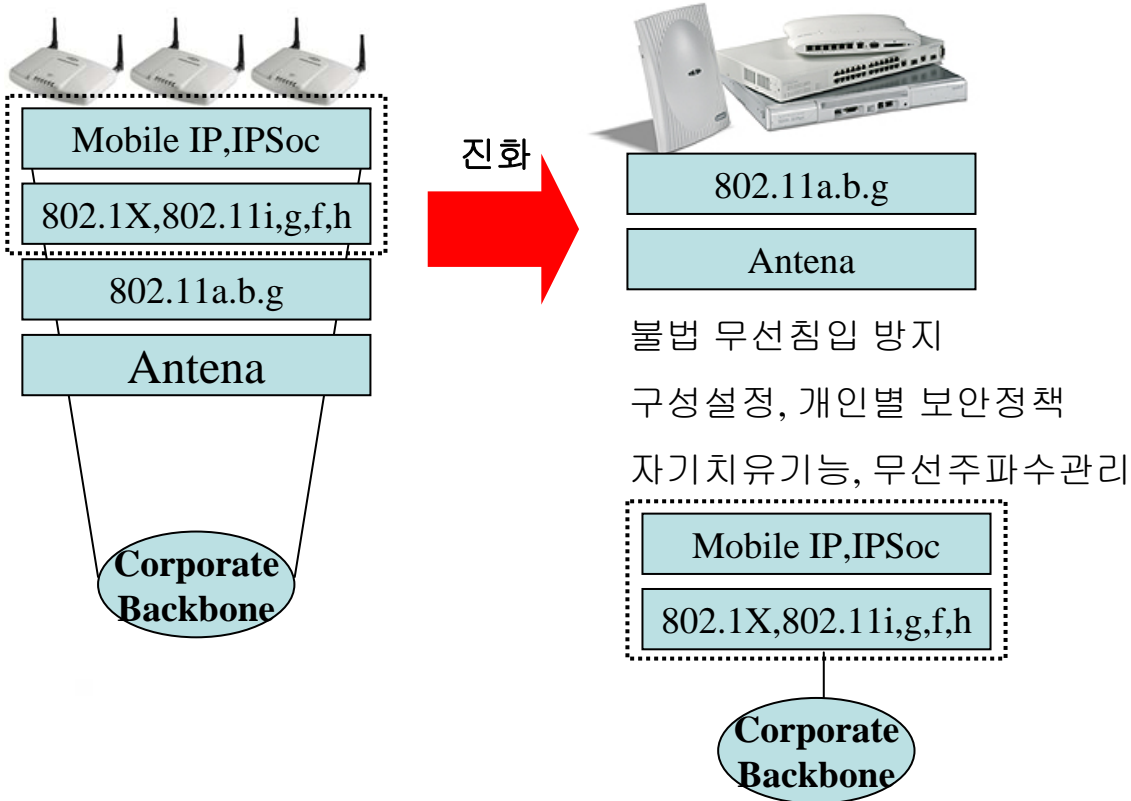 Mobile IP,IPSoc
802.1X,802.11i,g,f,h
802.11a.b.g
Antena
Corporate
Backbone
진화
802.11a.b.g
Antena
불법 무선침입 방지
구성설정, 개인별 보안정책
자기치유기능, 무선주파수관리
Mobile IP,IPSoc
802.1X,802.11i,g,f,h
Corporate
Backbone